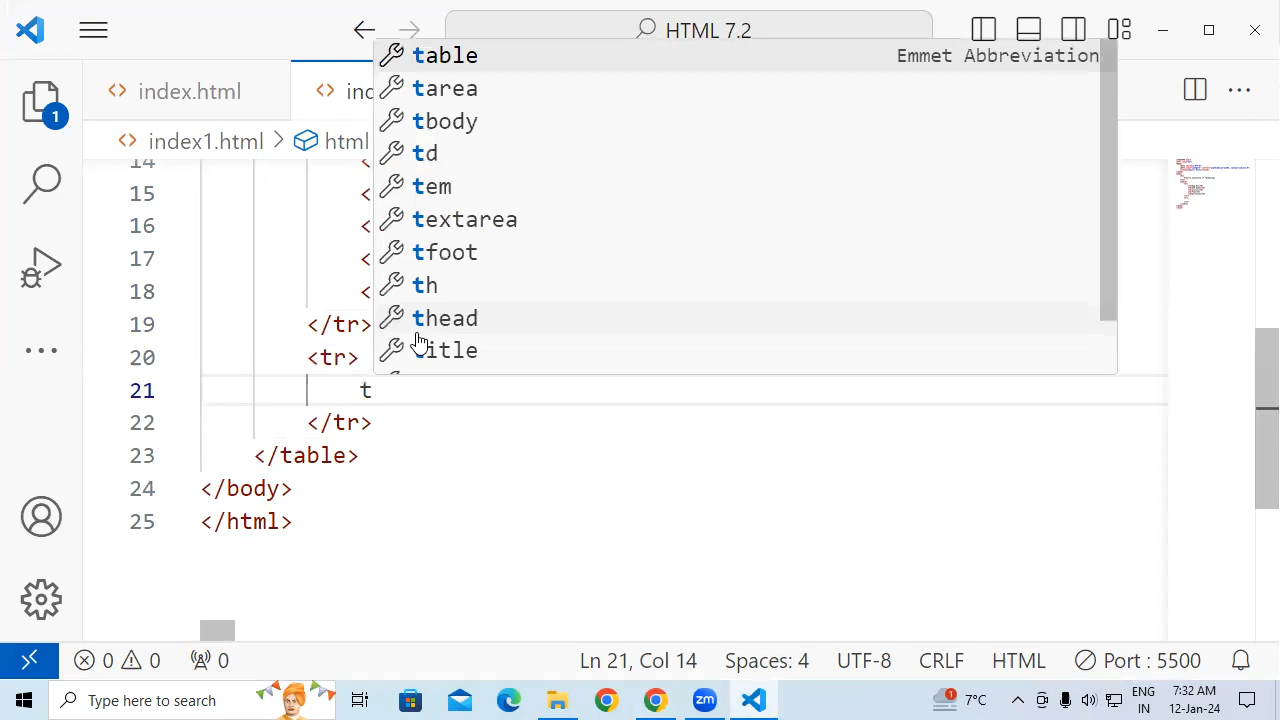 HTML 7.2
index.html
ind
index1.html > html
table Emmet Abbreviation
tarea
tbody
td
tem
textarea
tfoot
th
thead
title
14 <
15 <
16 <
17 <
18 <
19 </tr>
20 <tr>
21 t
22 </tr>
23 </table>
24 </body>
25 </html>
1
0 0 0
Ln 21, Col 14 Spaces: 4 UTF-8 CRLF HTML Port : 5500
Type here to search
1 7°C
ENG
IN
7:32 AM
12-Jan-24
zm